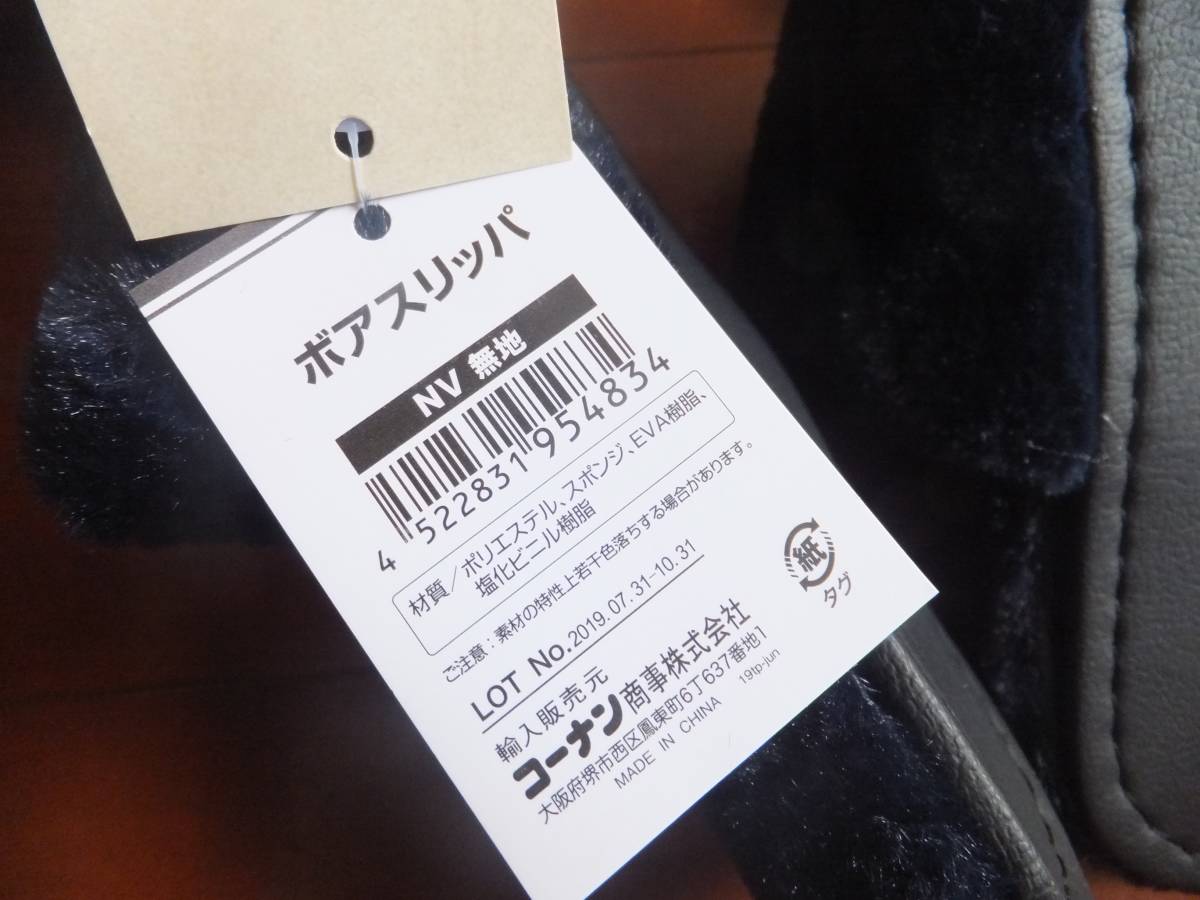 ボアスリッパ
NV 無地
4 522831 954834
材質／ポリエステル、スポンジ、EVA樹脂、
塩化ビニル樹脂
ご注意：素材の特性上若干色落ちする場合があります。
LOT No.2019.07.31-10.31
紙
タグ
輸入販売元
コーナン商事株式会社
大阪府堺市西区鳳東町6丁637番地1
MADE IN CHINA
19tp-jun